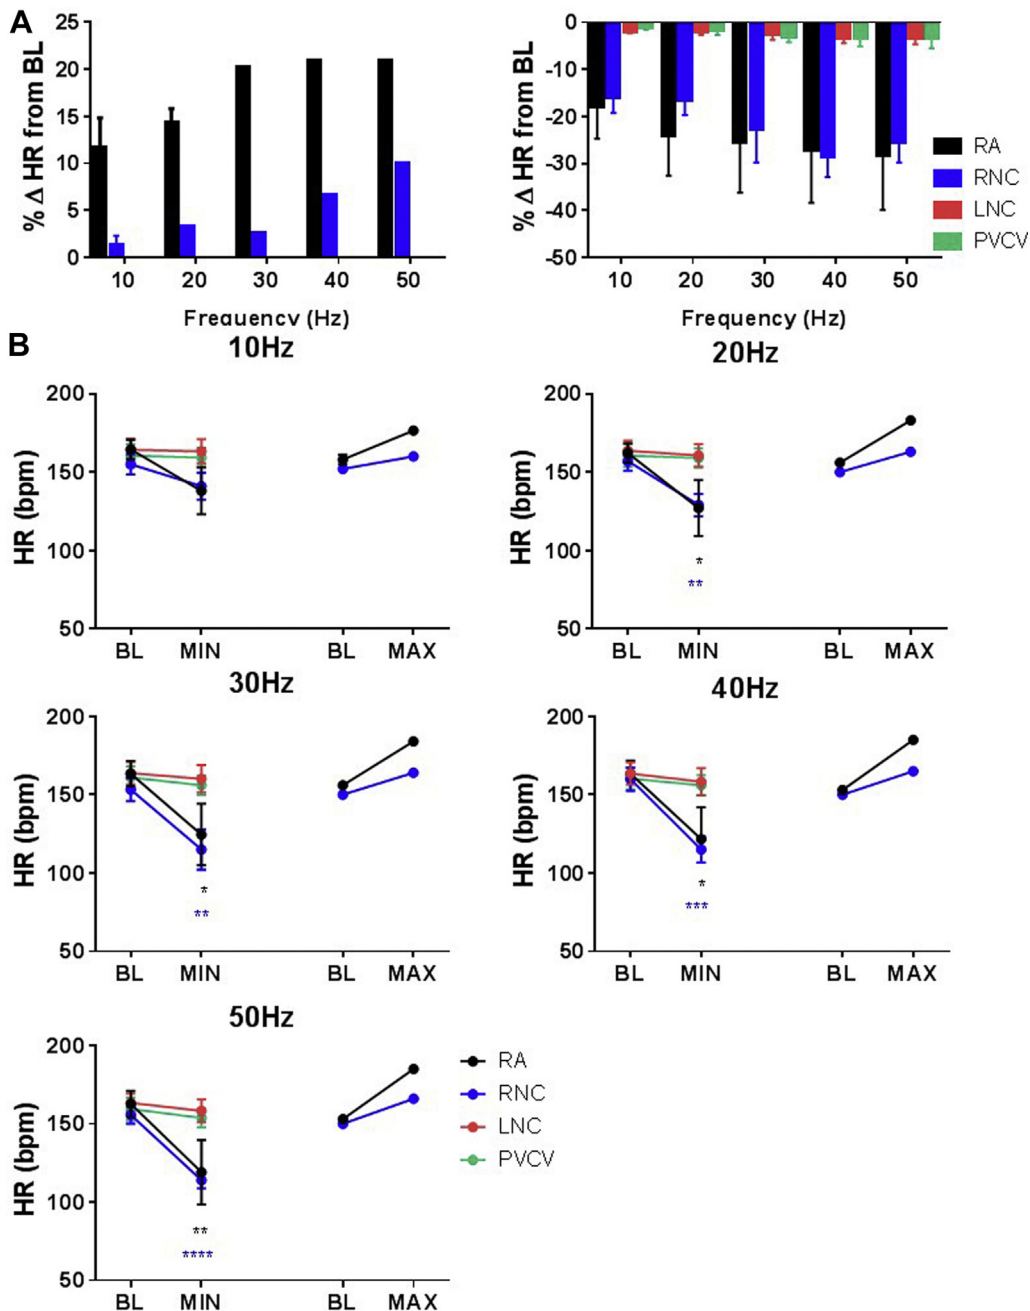 A
% Δ HR from BL
25
20
15
10
5
0
10 20 30 40 50
Frequency (Hz)
% Δ HR from BL
0
-10
-20
-30
-40
-50
10 20 30 40 50
Frequency (Hz)
RA
RNC
LNC
PVCV
B
10Hz
HR (bpm)
200
150
100
50
BL MIN BL MAX
20Hz
HR (bpm)
200
150
100
50
*
**
BL MIN BL MAX
30Hz
HR (bpm)
200
150
100
50
*
**
BL MIN BL MAX
40Hz
HR (bpm)
200
150
100
50
*
***
BL MIN BL MAX
50Hz
HR (bpm)
200
150
100
50
**
****
BL MIN BL MAX
RA
RNC
LNC
PVCV